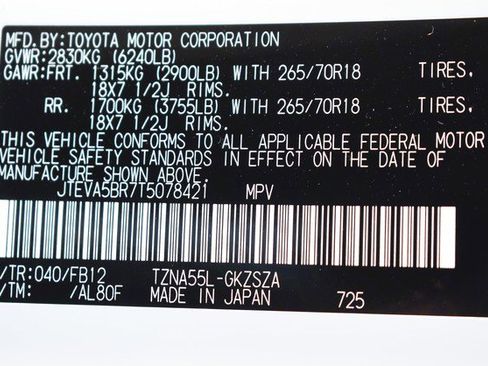 MFD.BY:TOYOTA MOTOR CORPORATION
GVWR:2830KG (6240LB)
GAWR:FRT. 1315KG (2900LB) WITH 265/70R18 TIRES.
18X7 1/2J RIMS.
RR. 1700KG (3755LB) WITH 265/70R18 TIRES.
18X7 1/2J RIMS.
THIS VEHICLE CONFORMS TO ALL APPLICABLE FEDERAL MOTOR
VEHICLE SAFETY STANDARDS IN EFFECT ON THE DATE OF
MANUFACTURE SHOWN ABOVE.
JTEVA5BR7T5078421 MPV
/TR:040/FB12 TZNA55L-GKZSZA
/TM: /AL80F MADE IN JAPAN 725